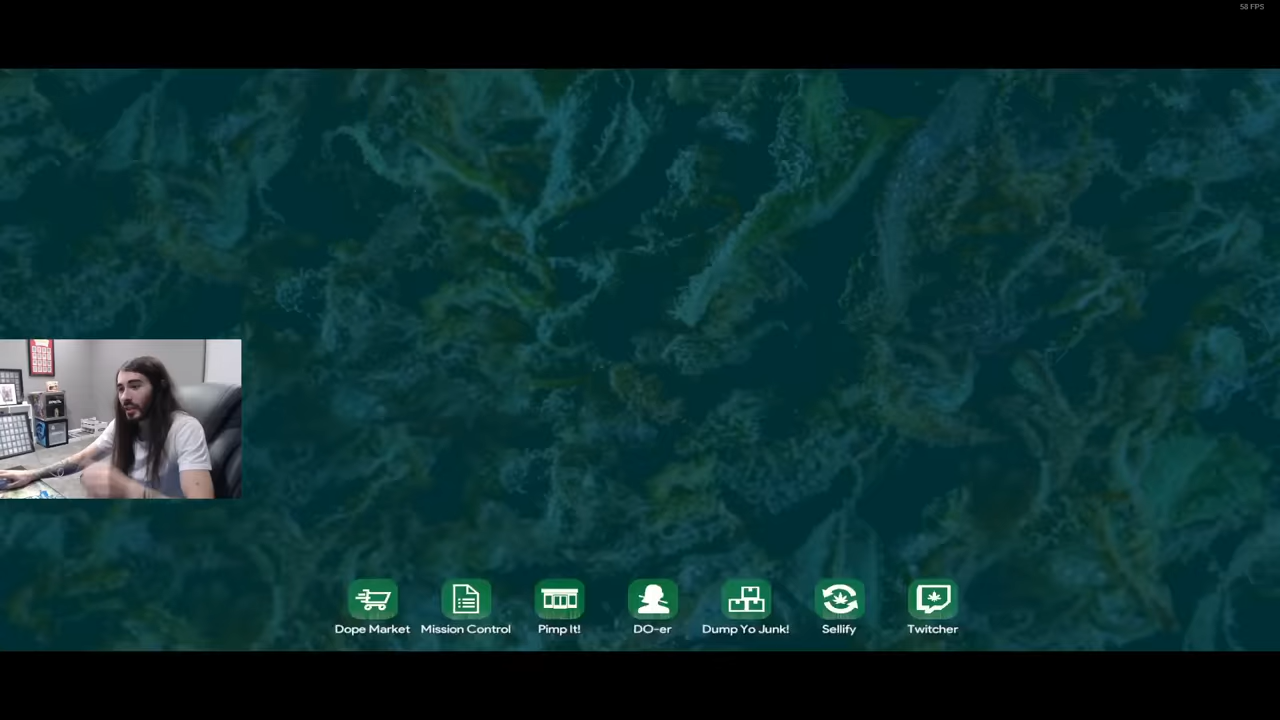 58 FPS
Dope Market
Mission Control
Pimp It!
DO-er
Dump Yo Junk!
Sellify
Twitcher